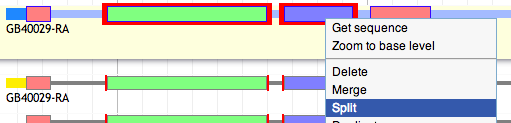 GB40029-RA
Get sequence
Zoom to base level
Delete
Merge
Split
GB40029-RA